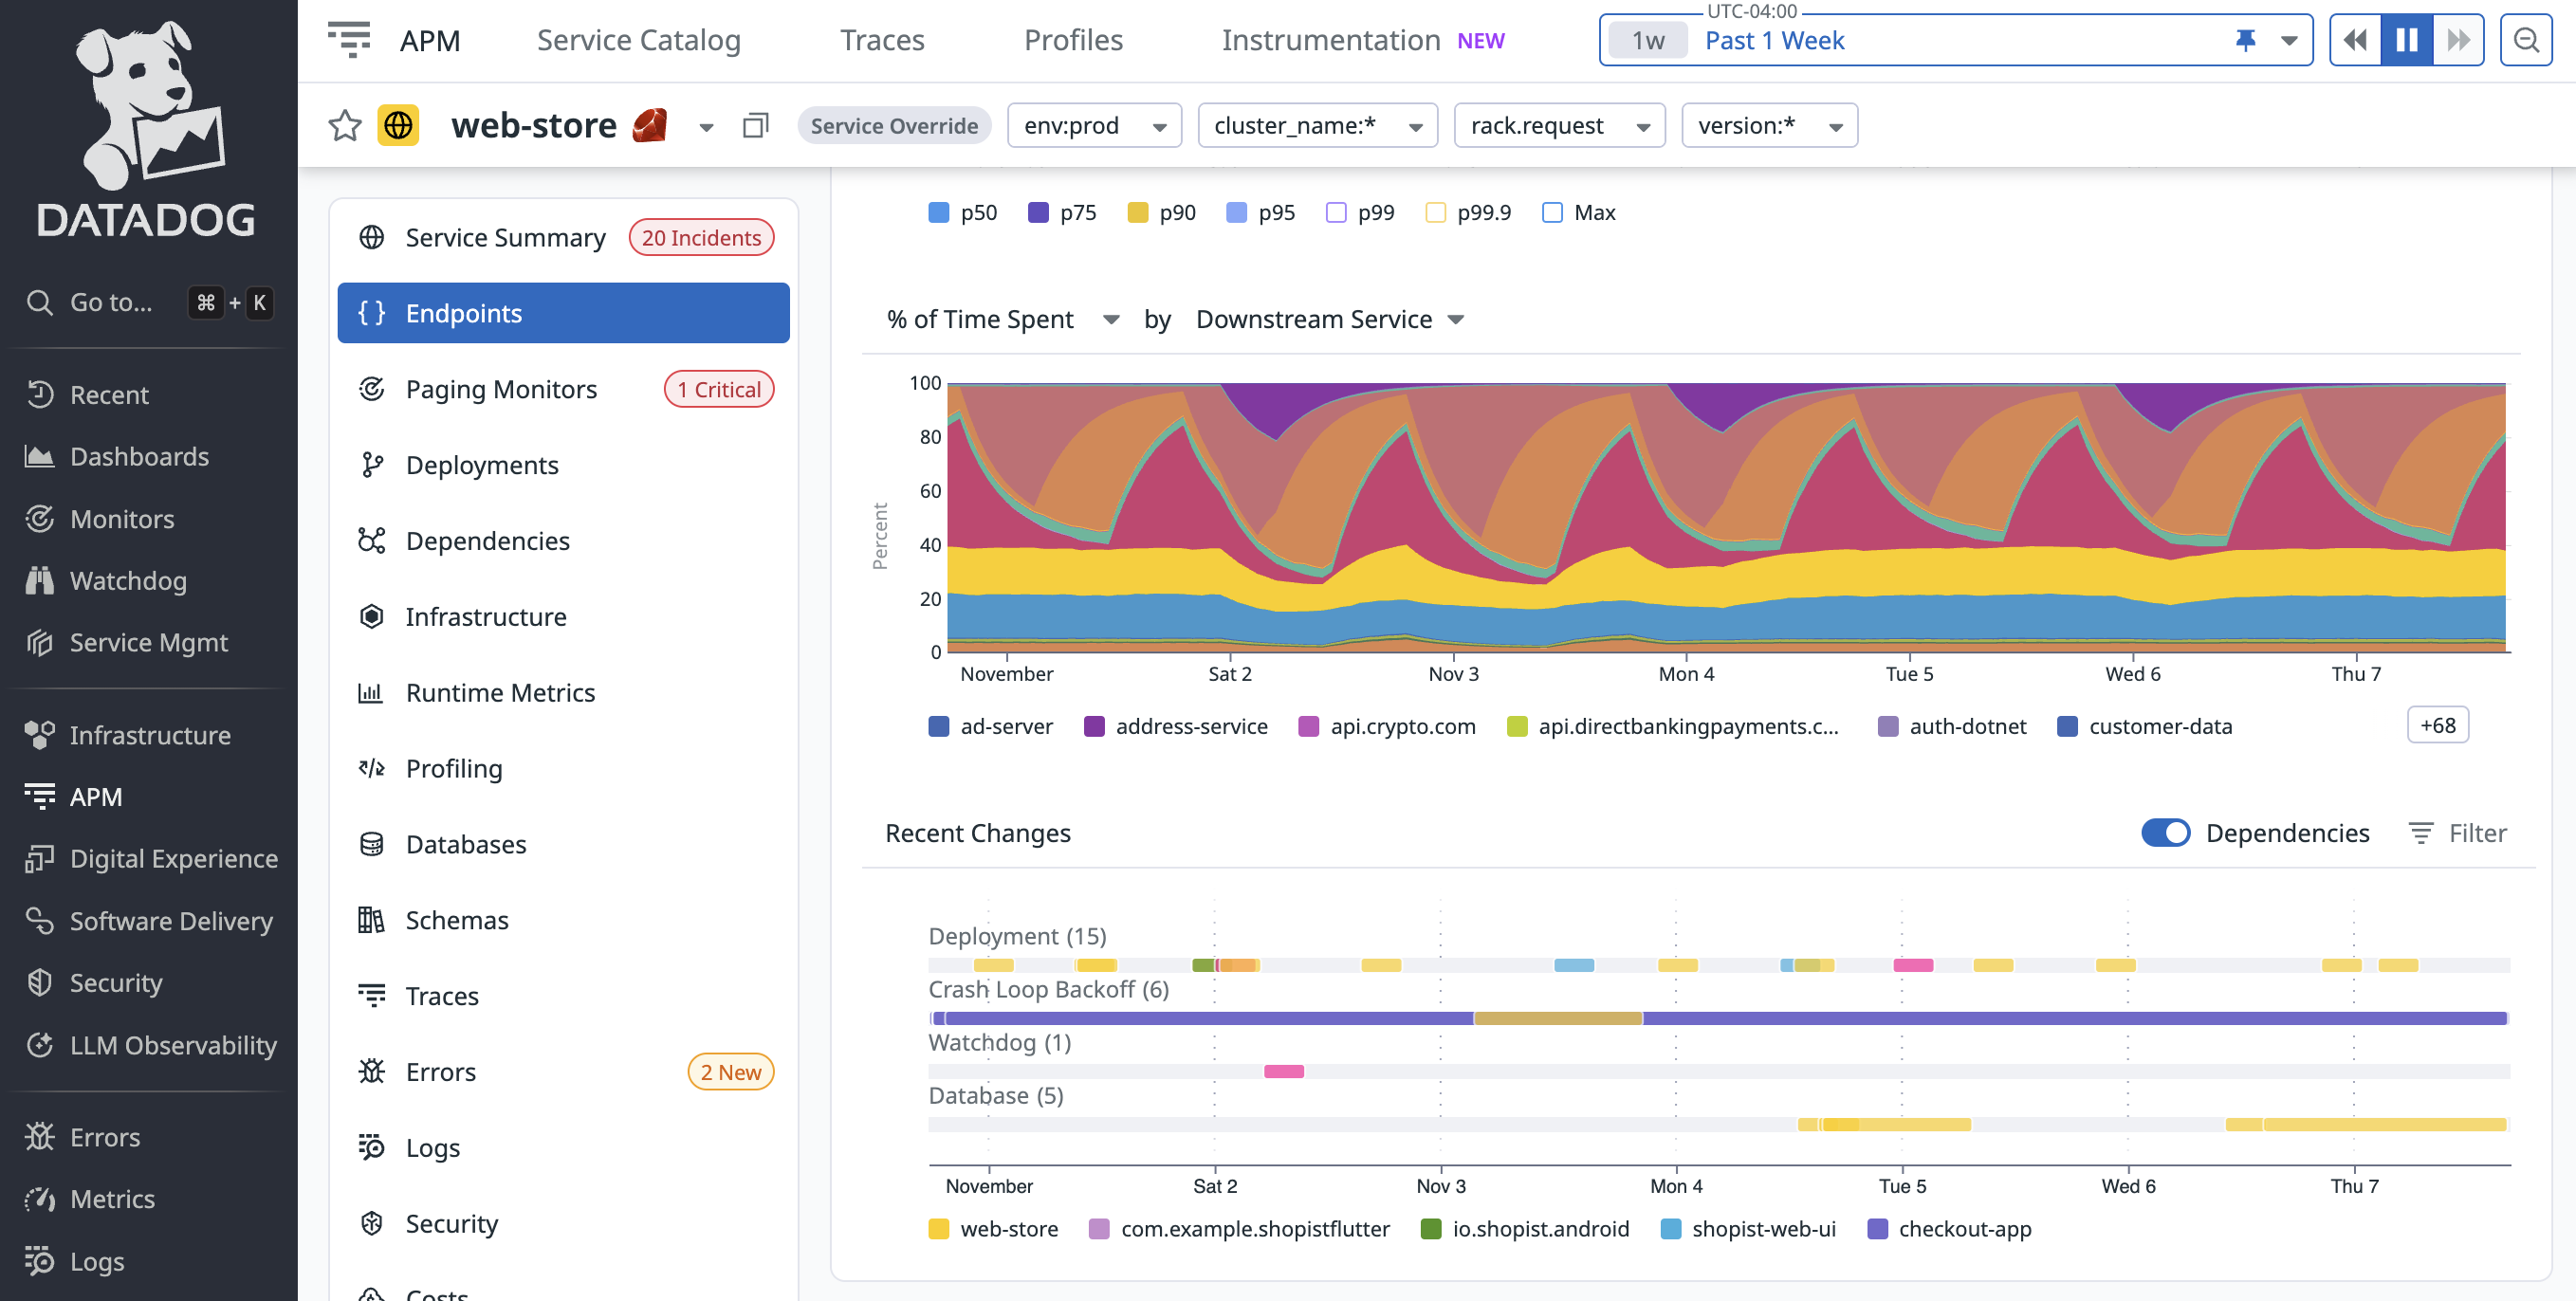 DATADOG
Go to... ⌘ + K
Recent
Dashboards
Monitors
Watchdog
Service Mgmt
Infrastructure
APM
Digital Experience
Software Delivery
Security
LLM Observability
Errors
Metrics
Logs
APM Service Catalog Traces Profiles Instrumentation NEW
UTC-04:00
1w Past 1 Week
web-store Service Override env:prod cluster_name:* rack.request version:*
Service Summary 20 Incidents
Endpoints
Paging Monitors 1 Critical
Deployments
Dependencies
Infrastructure
Runtime Metrics
Profiling
Databases
Schemas
Traces
Errors 2 New
Logs
Security
Costs
p50 p75 p90 p95 p99 p99.9 Max
% of Time Spent by Downstream Service
Percent
100
80
60
40
20
0
November Sat 2 Nov 3 Mon 4 Tue 5 Wed 6 Thu 7
ad-server address-service api.crypto.com api.directbankingpayments.c... auth-dotnet customer-data +68
Recent Changes Dependencies Filter
Deployment (15)
Crash Loop Backoff (6)
Watchdog (1)
Database (5)
November Sat 2 Nov 3 Mon 4 Tue 5 Wed 6 Thu 7
web-store com.example.shopistflutter io.shopist.android shopist-web-ui checkout-app